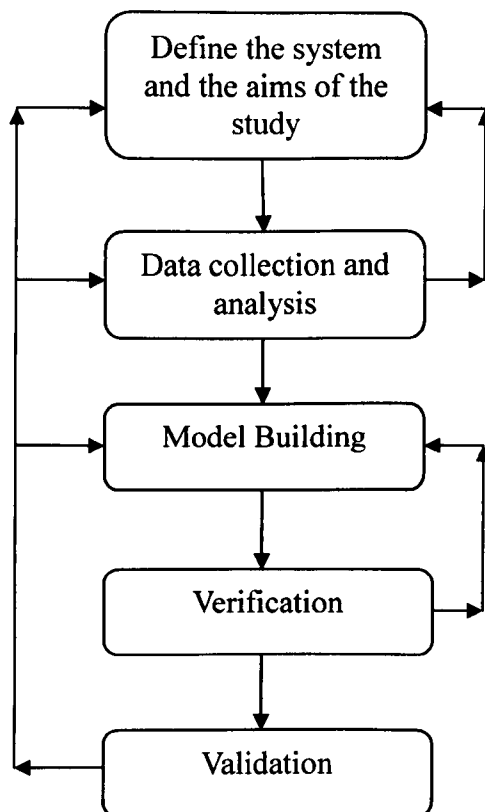 Define the system
and the aims of the
study
Data collection and
analysis
Model Building
Verification
Validation